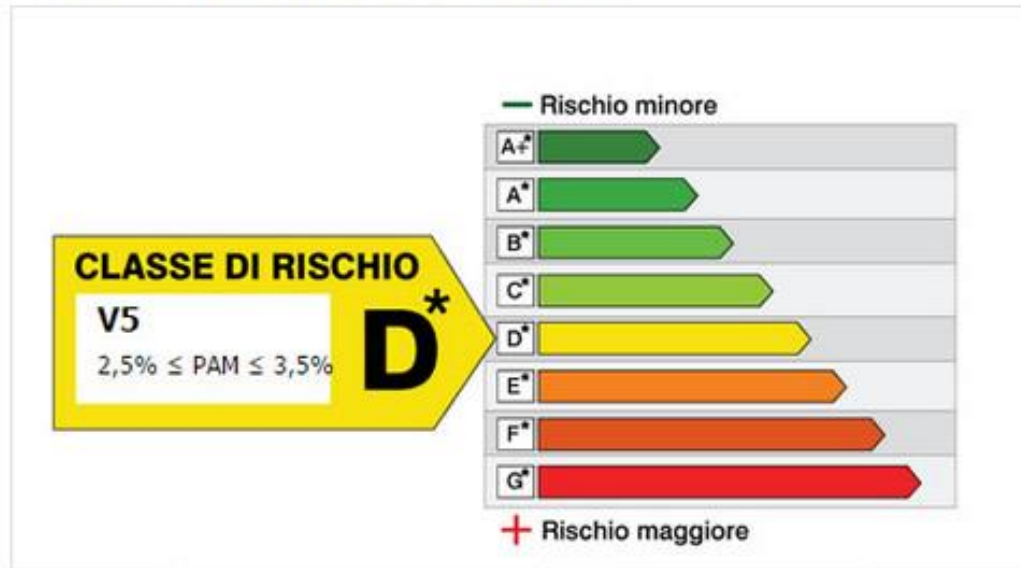 Rischio minore
A+*
A*
B*
C*
D*
E*
F*
G*
Rischio maggiore
CLASSE DI RISCHIO
V5
2,5% ≤ PAM ≤ 3,5%
D*